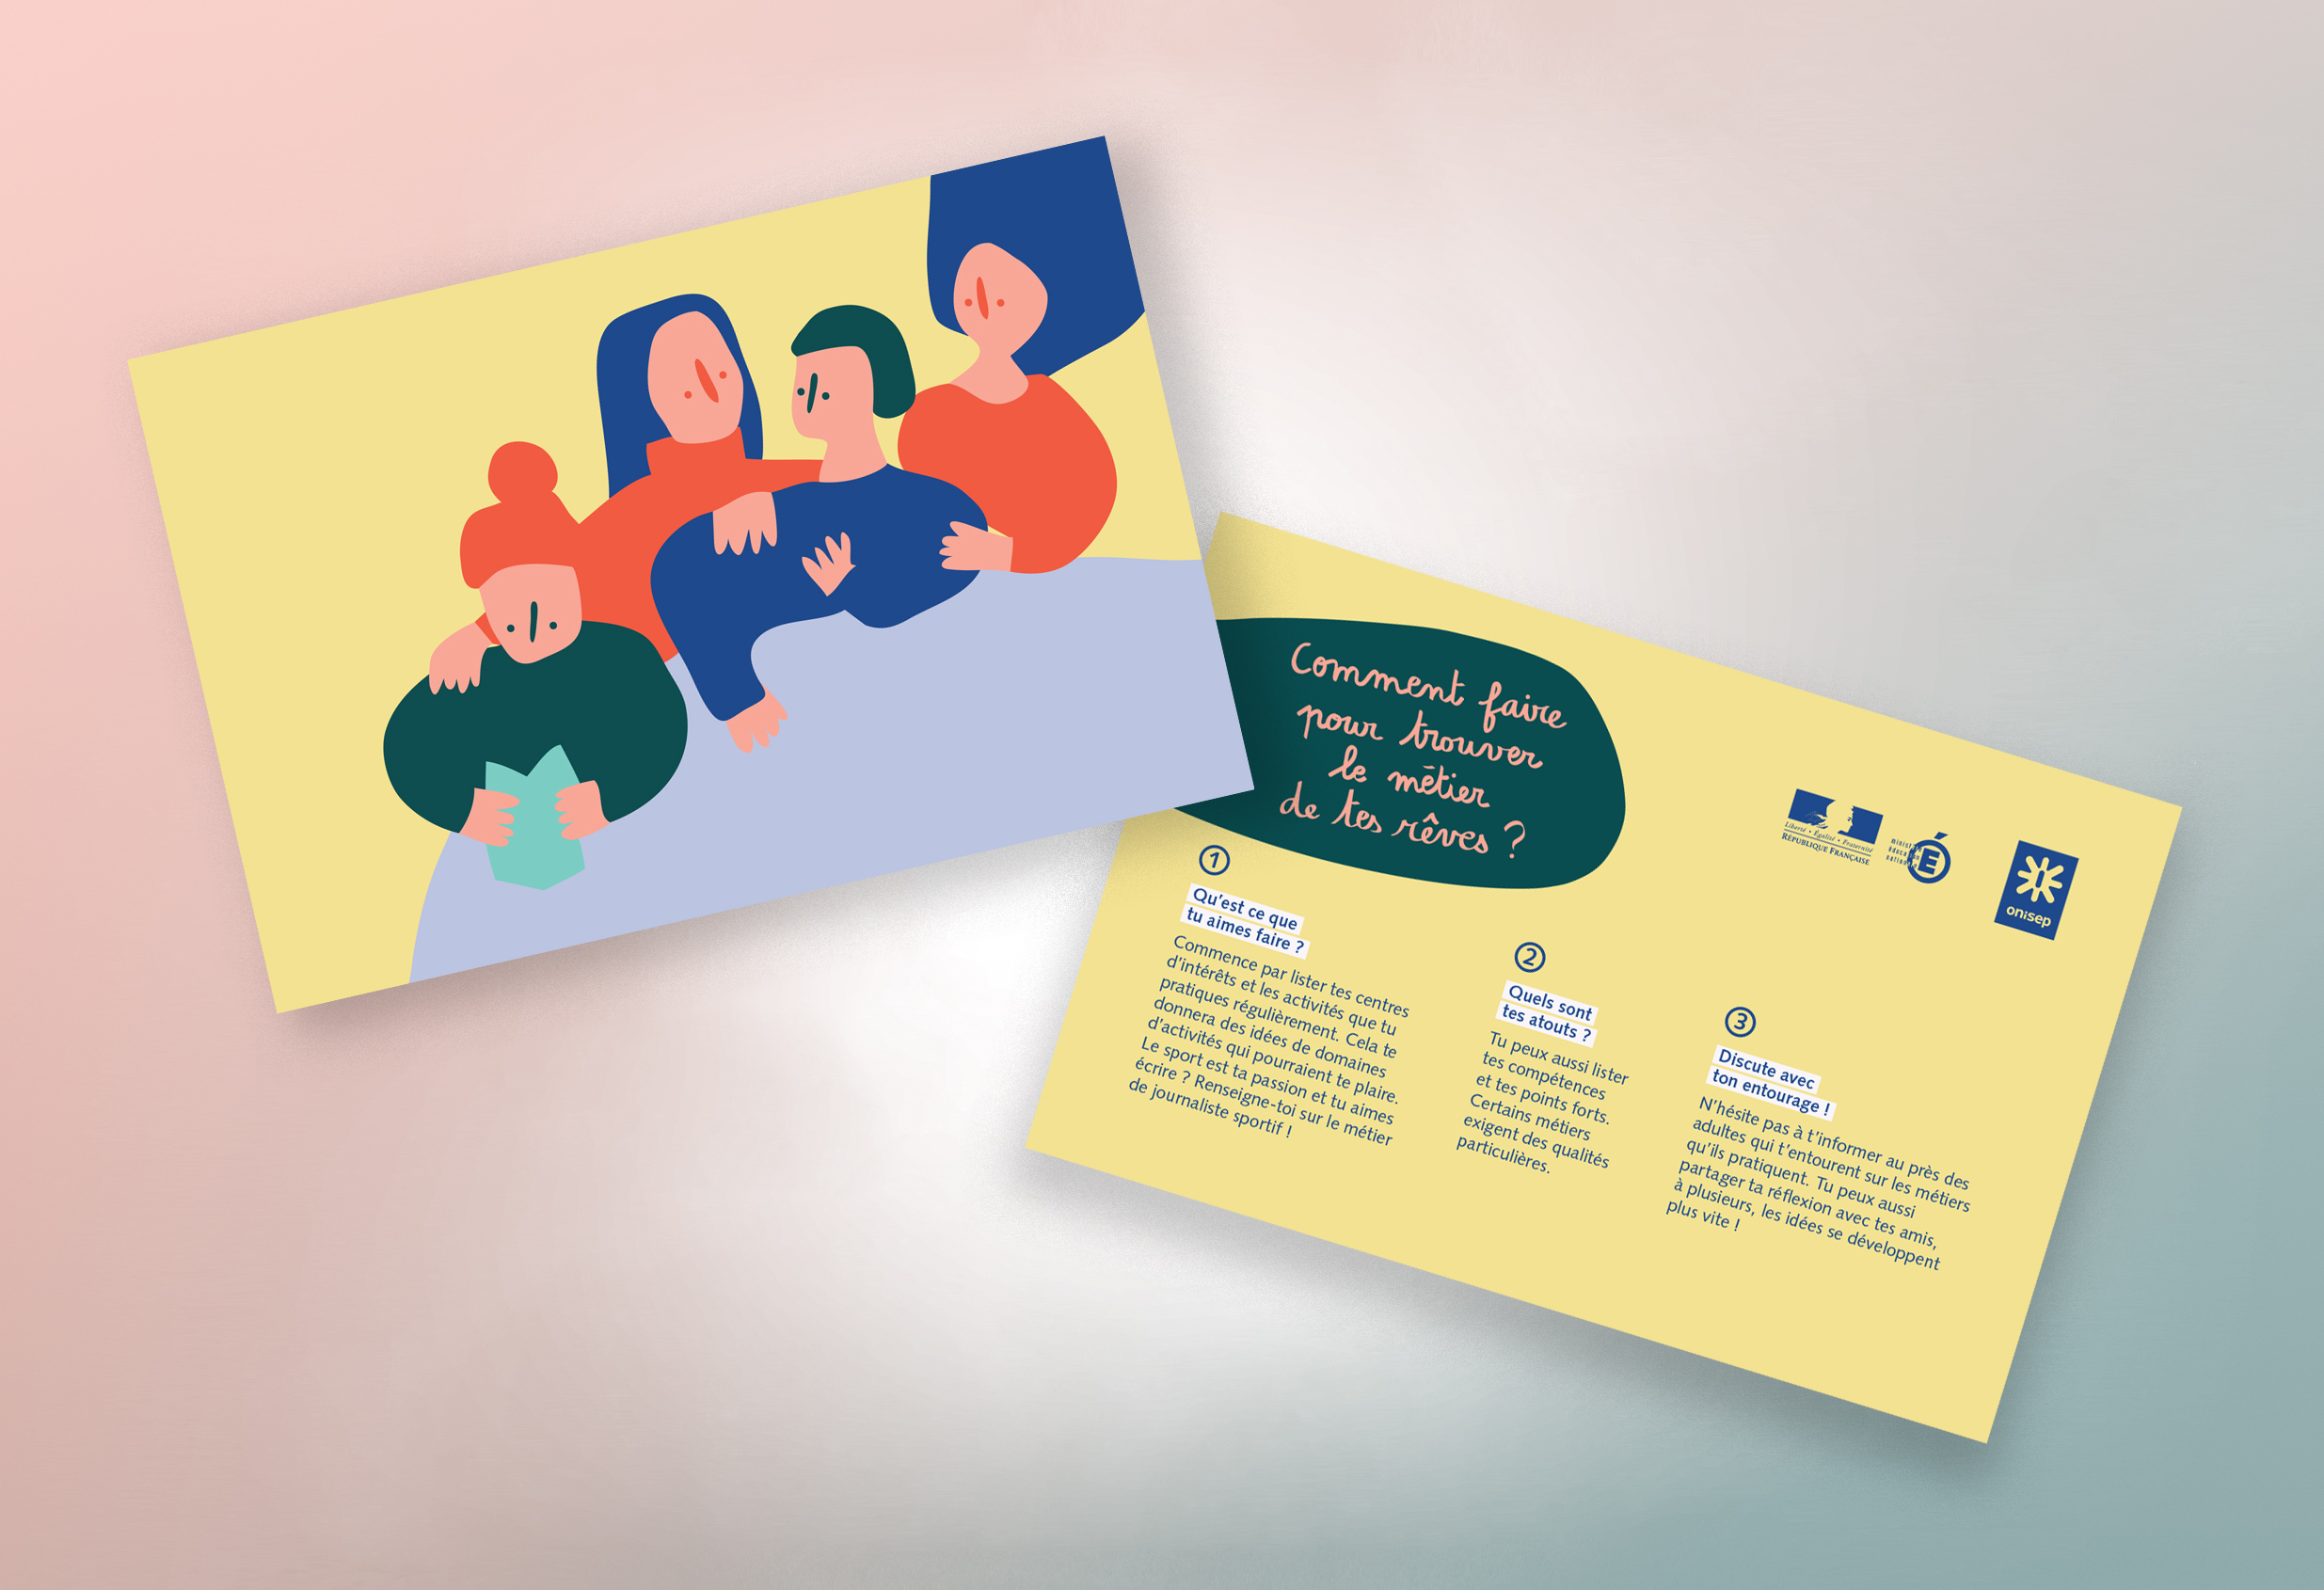 Comment faire
pour trouver
le métier
de tes rêves ?
Liberté • Égalité • Fraternité
RÉPUBLIQUE FRANÇAISE
É
onisep
1
Qu'est ce que
tu aimes faire ?
Commence par lister tes centres
d'intérêts et les activités que tu
pratiques régulièrement. Cela te
donnera des idées de domaines
d'activités qui pourraient te plaire.
Le sport est ta passion et tu aimes
écrire ? Renseigne-toi sur le métier
de journaliste sportif !
2
Quels sont
tes atouts ?
Tu peux aussi lister
tes compétences
et tes points forts.
Certains métiers
exigent des qualités
particulières.
3
Discute avec
ton entourage !
N'hésite pas à t'informer au près des
adultes qui t'entourent sur les métiers
qu'ils pratiquent. Tu peux aussi
partager ta réflexion avec tes amis,
à plusieurs, les idées se développent
plus vite !